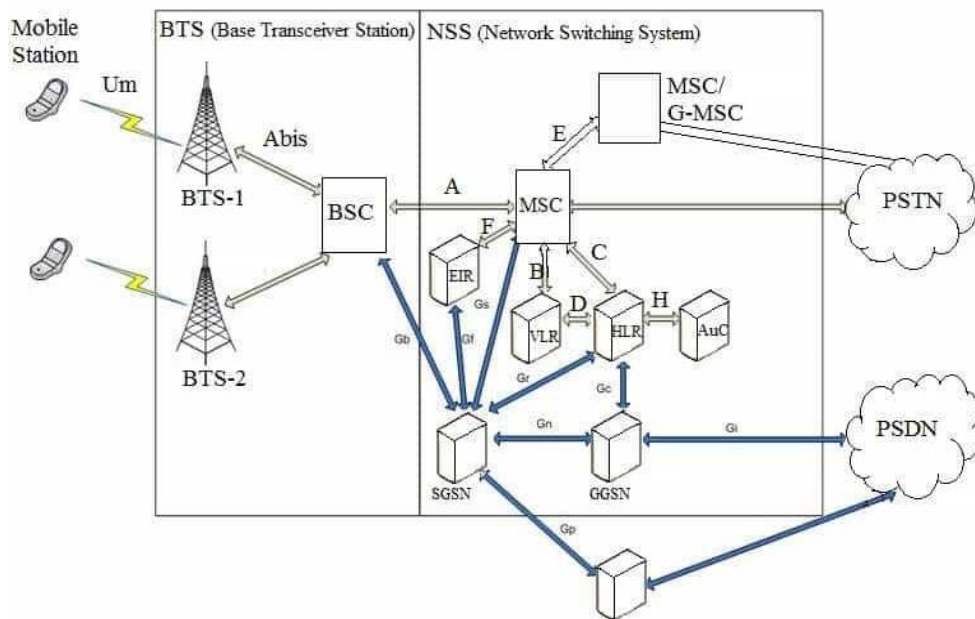 Mobile
Station
BTS (Base Transceiver Station)
NSS (Network Switching System)
Um
Abis
BTS-1
BTS-2
BSC
A
MSC
E
MSC/
G-MSC
PSTN
F
EIR
B
C
VLR
D
HLR
H
AuC
Gb
Gf
Gs
Gr
Gc
SGSN
Gn
GGSN
Gi
PSDN
Gp